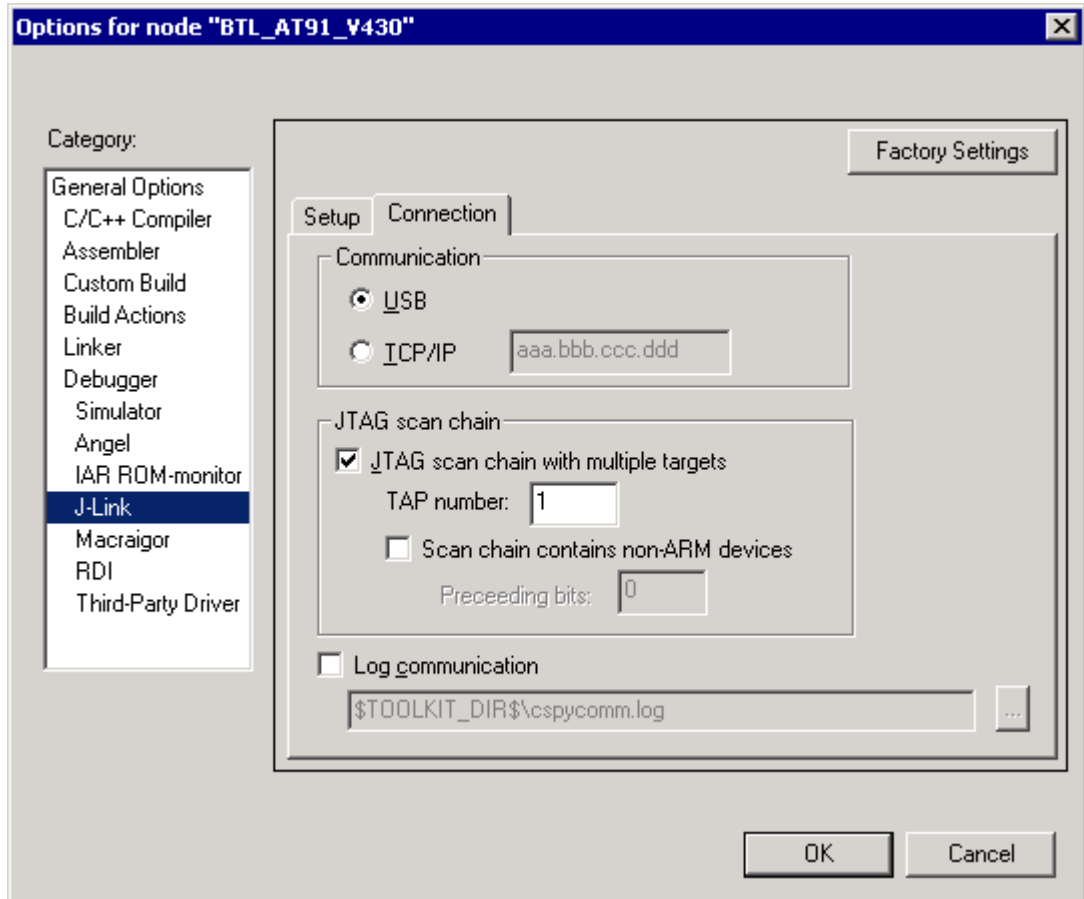 Options for node "BTL_AT91_V430"
Category:
General Options
C/C++ Compiler
Assembler
Custom Build
Build Actions
Linker
Debugger
Simulator
Angel
IAR ROM-monitor
J-Link
Macraigor
RDI
Third-Party Driver
Factory Settings
Setup
Connection
Communication
USB
TCP/IP
aaa.bbb.ccc.ddd
JTAG scan chain
JTAG scan chain with multiple targets
TAP number:
1
Scan chain contains non-ARM devices
Preceeding bits:
0
Log communication
$TOOLKIT_DIR$\cspycomm.log
...
OK
Cancel